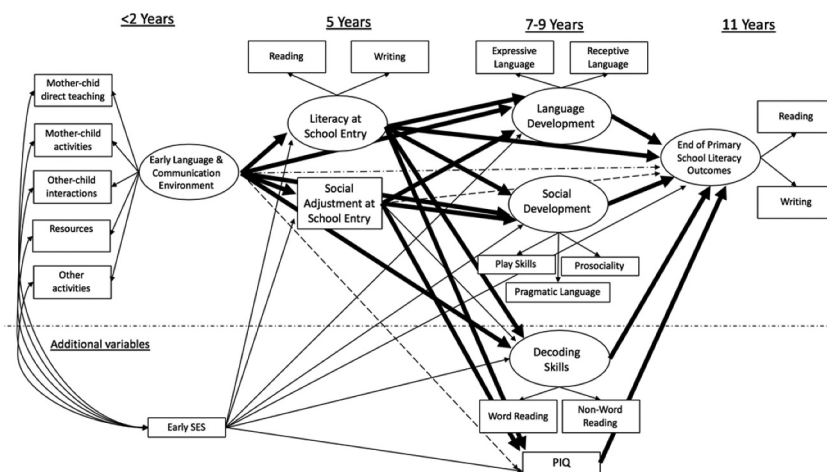 <2 Years
5 Years
7-9 Years
11 Years
Reading
Writing
Expressive
Language
Receptive
Language
Mother-chid
direct teaching
Mother-child
activities
Other-child
interactions
Resources
Other
activities
Early Language &
Communication
Environment
Literacy at
School Entry
Social
Adjustment at
School Entry
Language
Development
Social
Development
Play Skills
Prosociality
Pragmatic Language
End of Primary
School Literacy
Outcomes
Reading
Writing
Additional variables
Decoding
Skills
Word Reading
Non-Word
Reading
Early SES
PIQ